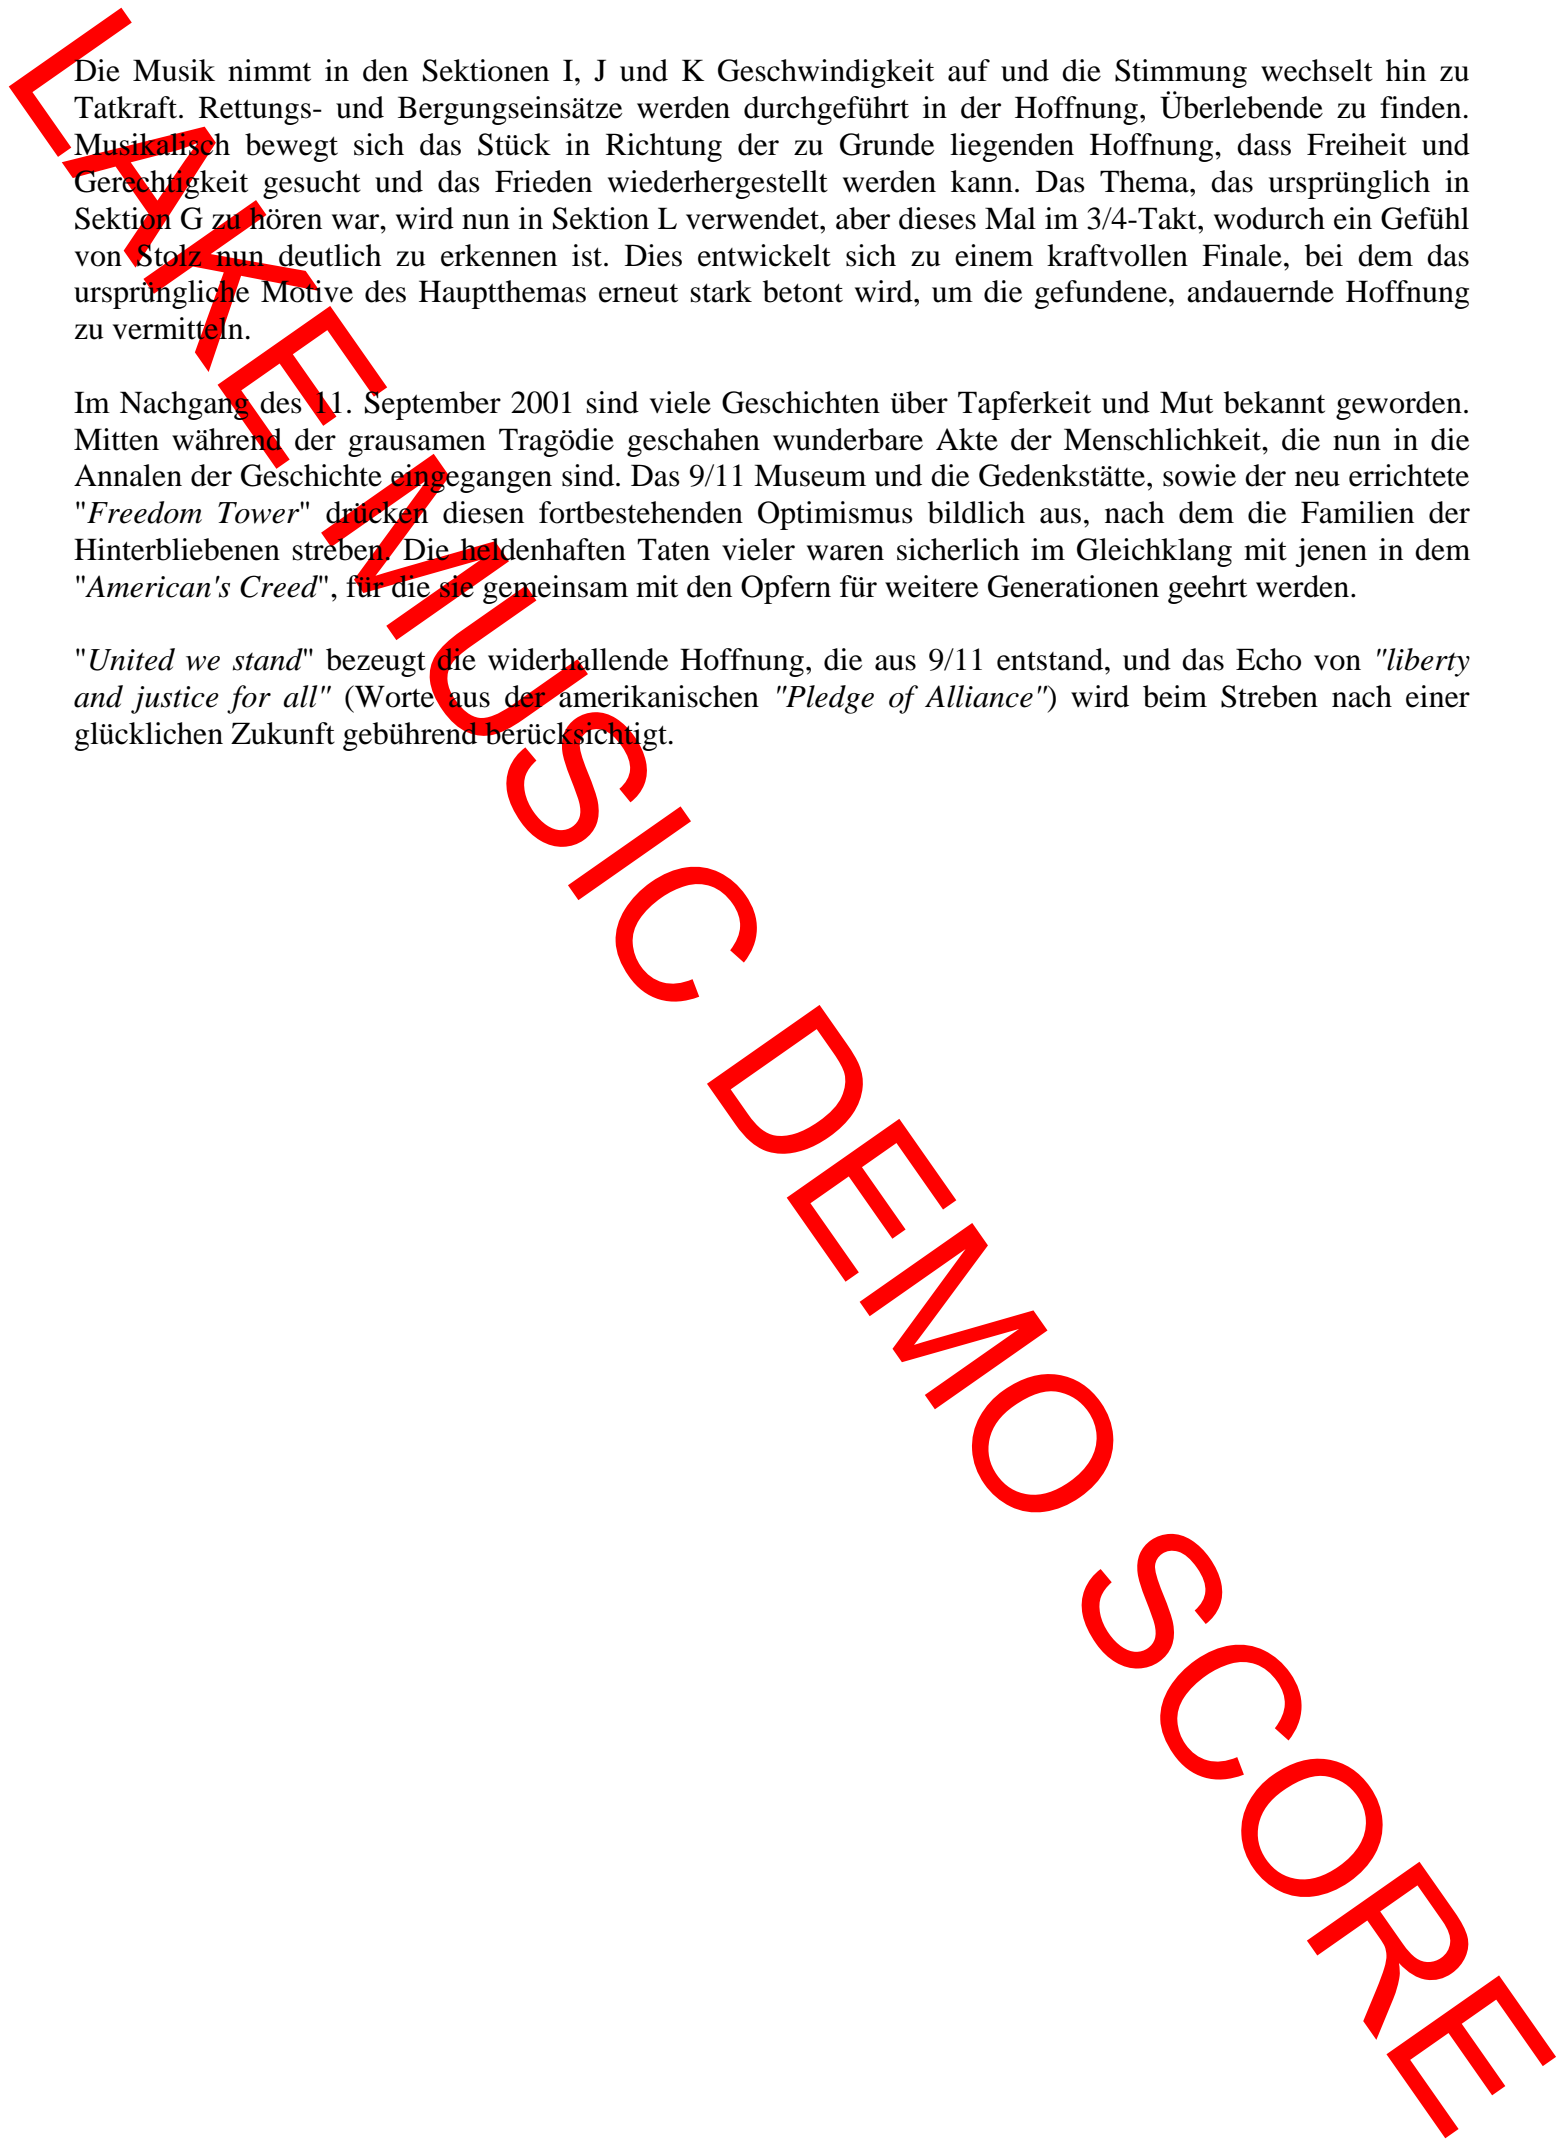 Die Musik nimmt in den Sektionen I, J und K Geschwindigkeit auf und die Stimmung wechselt hin zu
Tatkraft. Rettungs- und Bergungseinsätze werden durchgeführt in der Hoffnung, Überlebende zu finden.
Musikalisch bewegt sich das Stück in Richtung der zu Grunde liegenden Hoffnung, dass Freiheit und
Gerechtigkeit gesucht und das Frieden wiederhergestellt werden kann. Das Thema, das ursprünglich in
Sektion G zu hören war, wird nun in Sektion L verwendet, aber dieses Mal im 3/4-Takt, wodurch ein Gefühl
von Stolz nun deutlich zu erkennen ist. Dies entwickelt sich zu einem kraftvollen Finale, bei dem das
ursprüngliche Motive des Hauptthemas erneut stark betont wird, um die gefundene, andauernde Hoffnung
zu vermitteln.
Im Nachgang des 11. September 2001 sind viele Geschichten über Tapferkeit und Mut bekannt geworden.
Mitten während der grausamen Tragödie geschahen wunderbare Akte der Menschlichkeit, die nun in die
Annalen der Geschichte eingegangen sind. Das 9/11 Museum und die Gedenkstätte, sowie der neu errichtete
"Freedom Tower" drücken diesen fortbestehenden Optimismus bildlich aus, nach dem die Familien der
Hinterbliebenen streben. Die heldenhaften Taten vieler waren sicherlich im Gleichklang mit jenen in dem
"American's Creed", für die sie gemeinsam mit den Opfern für weitere Generationen geehrt werden.
"United we stand" bezeugt die widerhallende Hoffnung, die aus 9/11 entstand, und das Echo von "liberty
and justice for all" (Worte aus der amerikanischen "Pledge of Alliance") wird beim Streben nach einer
glücklichen Zukunft gebührend berücksichtigt.
LAKE MUSIC DEMO SCORE